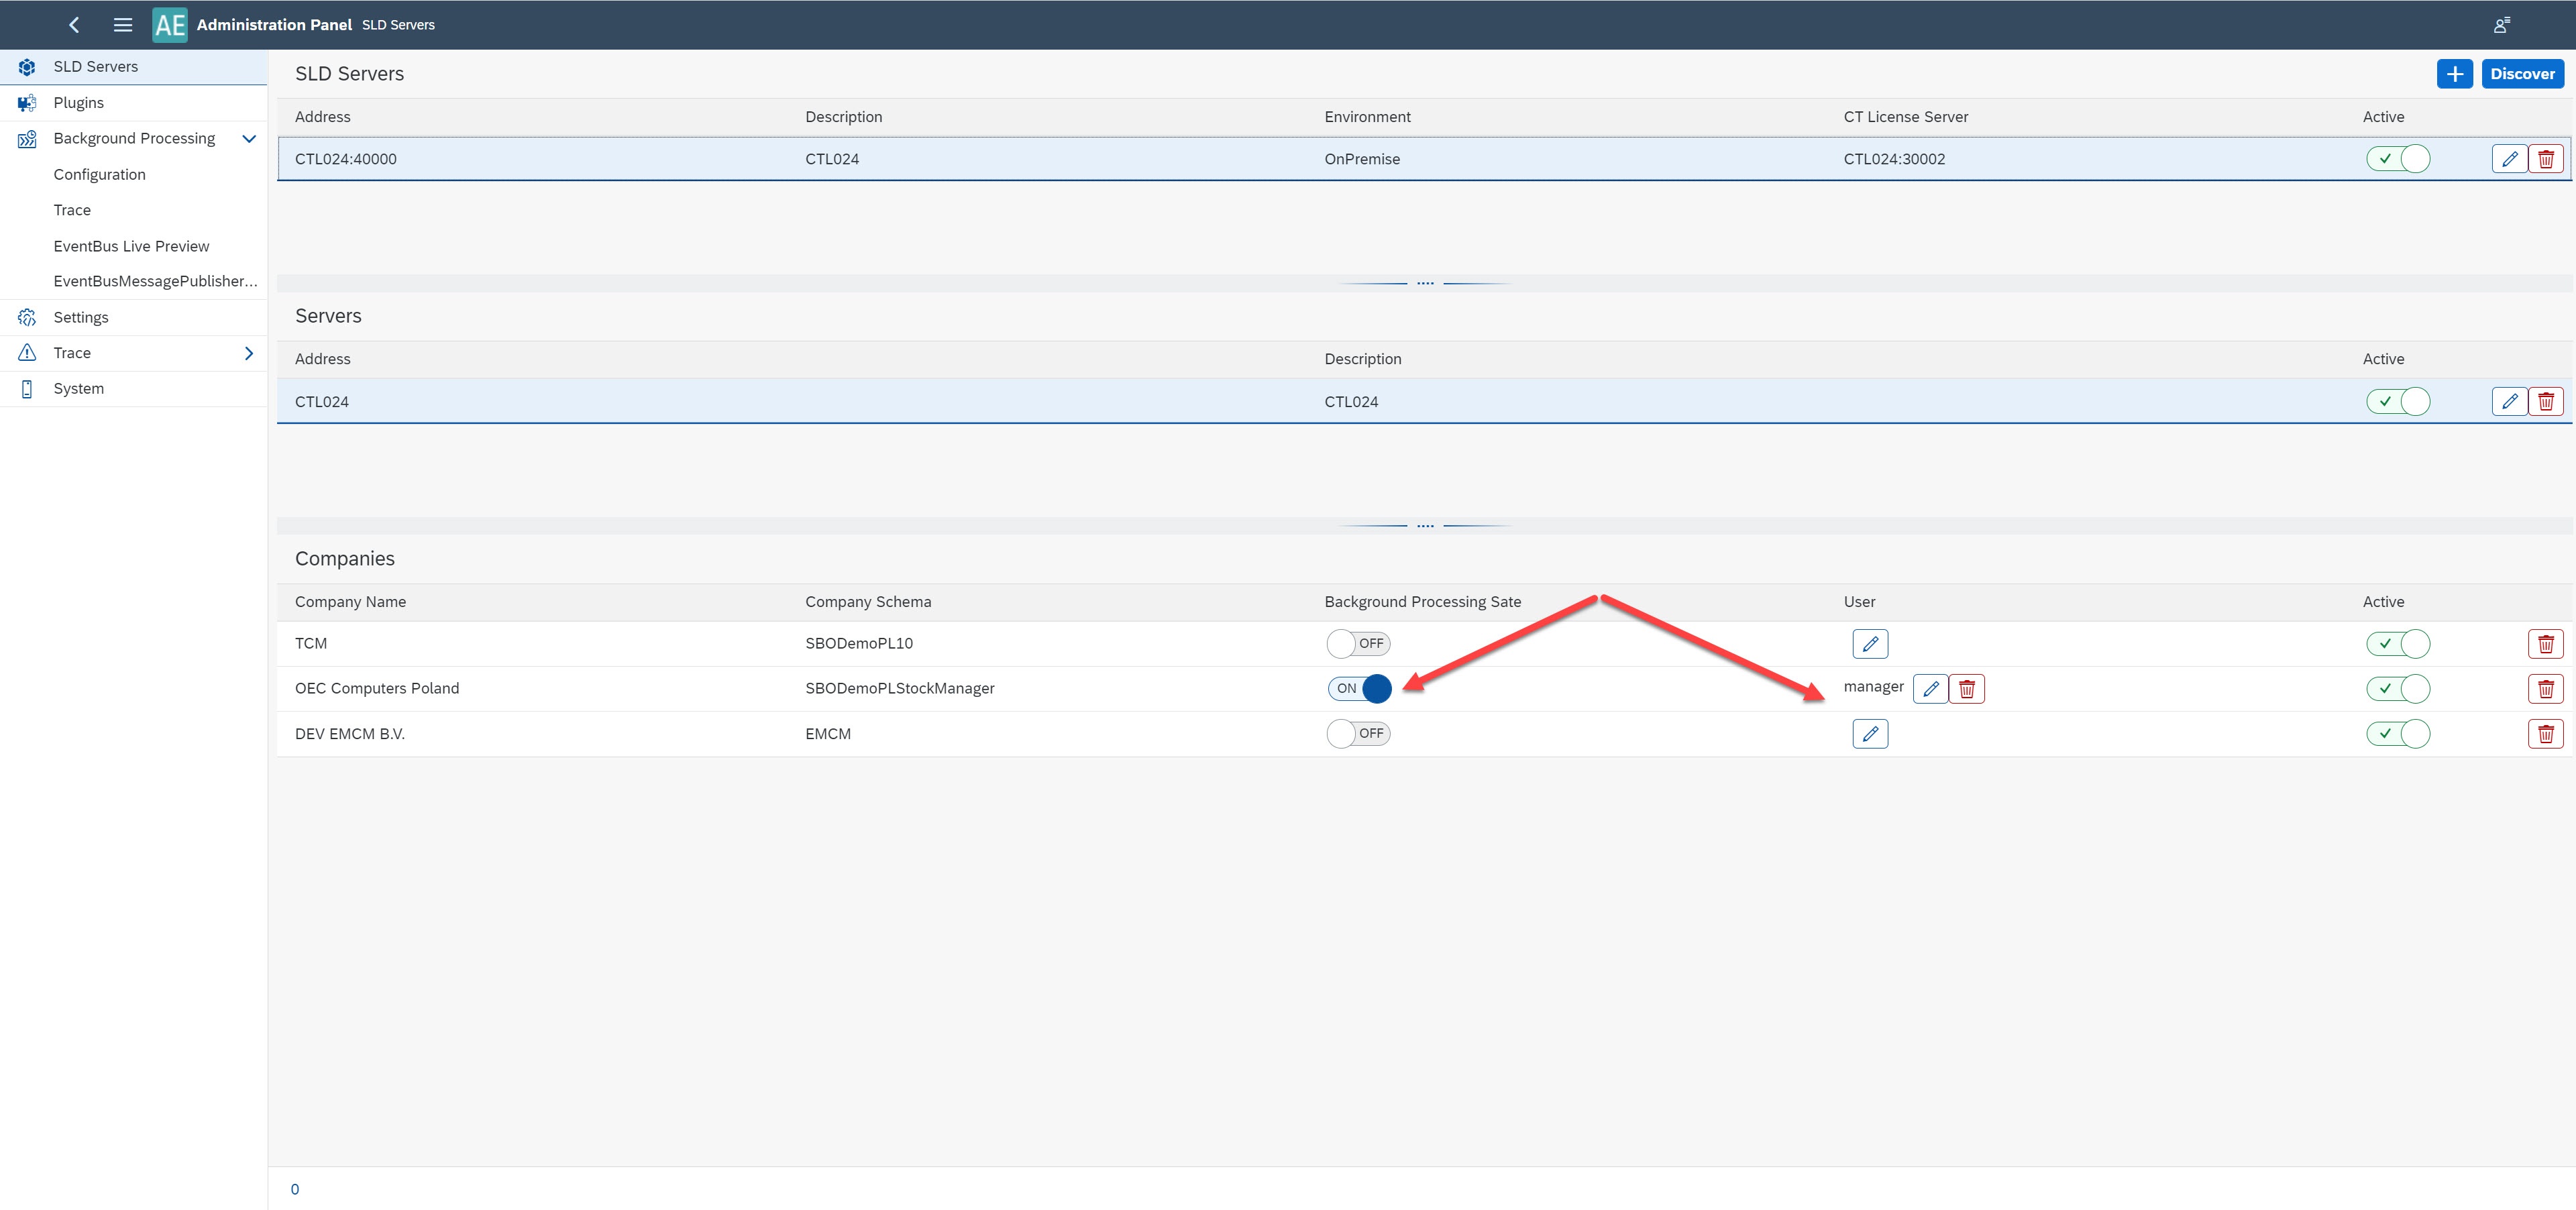 AE Administration Panel SLD Servers
SLD Servers
Plugins
Background Processing
Configuration
Trace
EventBus Live Preview
EventBusMessagePublisher...
Settings
Trace
System
SLD Servers
Discover
Address Description Environment CT License Server Active
CTL024:40000 CTL024 OnPremise CTL024:30002
Servers
Address Description Active
CTL024 CTL024
Companies
Company Name Company Schema Background Processing Sate User Active
TCM SBODemoPL10 OFF
OEC Computers Poland SBODemoPLStockManager ON manager
DEV EMCM B.V. EMCM OFF
0